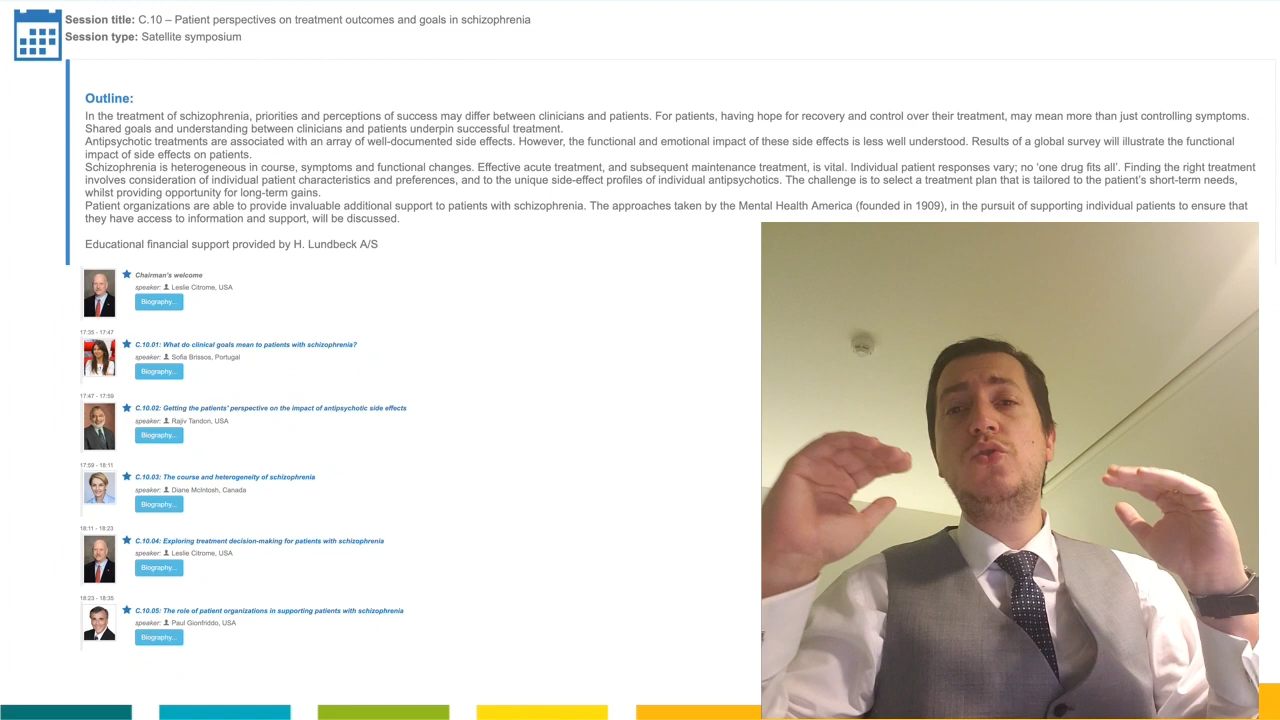 Session title: C.10 – Patient perspectives on treatment outcomes and goals in schizophrenia
Session type: Satellite symposium
Outline:
In the treatment of schizophrenia, priorities and perceptions of success may differ between clinicians and patients. For patients, having hope for recovery and control over their treatment, may mean more than just controlling symptoms.
Shared goals and understanding between clinicians and patients underpin successful treatment.
Antipsychotic treatments are associated with an array of well-documented side effects. However, the functional and emotional impact of these side effects is less well understood. Results of a global survey will illustrate the functional
impact of side effects on patients.
Schizophrenia is heterogeneous in course, symptoms and functional changes. Effective acute treatment, and subsequent maintenance treatment, is vital. Individual patient responses vary; no ‘one drug fits all’. Finding the right treatment
involves consideration of individual patient characteristics and preferences, and to the unique side-effect profiles of individual antipsychotics. The challenge is to select a treatment plan that is tailored to the patient’s short-term needs,
whilst providing opportunity for long-term gains.
Patient organizations are able to provide invaluable additional support to patients with schizophrenia. The approaches taken by the Mental Health America (founded in 1909), in the pursuit of supporting individual patients to ensure that
they have access to information and support, will be discussed.
Educational financial support provided by H. Lundbeck A/S
Chairman's welcome
speaker: Leslie Citrome, USA
Biography...
17:35 - 17:47
C.10.01: What do clinical goals mean to patients with schizophrenia?
speaker: Sofia Brissos, Portugal
Biography...
17:47 - 17:59
C.10.02: Getting the patients' perspective on the impact of antipsychotic side effects
speaker: Rajiv Tandon, USA
Biography...
17:59 - 18:11
C.10.03: The course and heterogeneity of schizophrenia
speaker: Diane McIntosh, Canada
Biography...
18:11 - 18:23
C.10.04: Exploring treatment decision-making for patients with schizophrenia
speaker: Leslie Citrome, USA
Biography...
18:23 - 18:35
C.10.05: The role of patient organizations in supporting patients with schizophrenia
speaker: Paul Gionfriddo, USA
Biography...